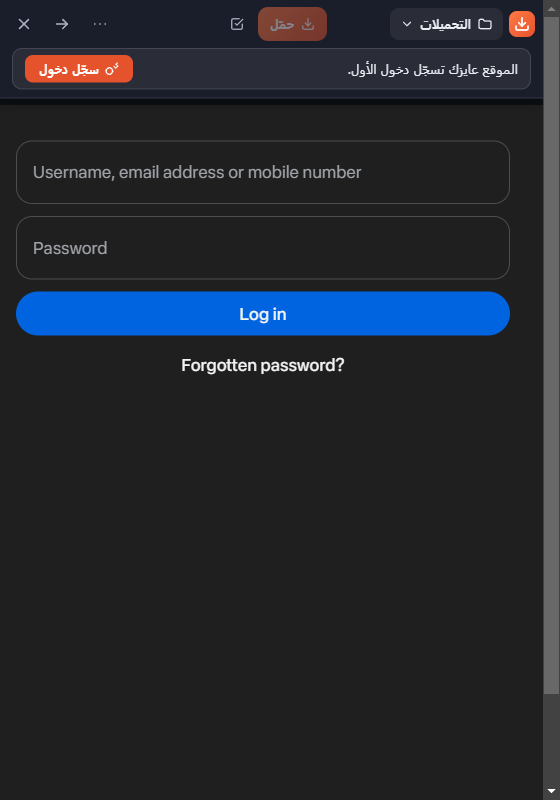 التحميلات
حمّل
الموقع عايزك تسجّل دخول الأول.
سجّل دخول
Username, email address or mobile number
Password
Log in
Forgotten password?